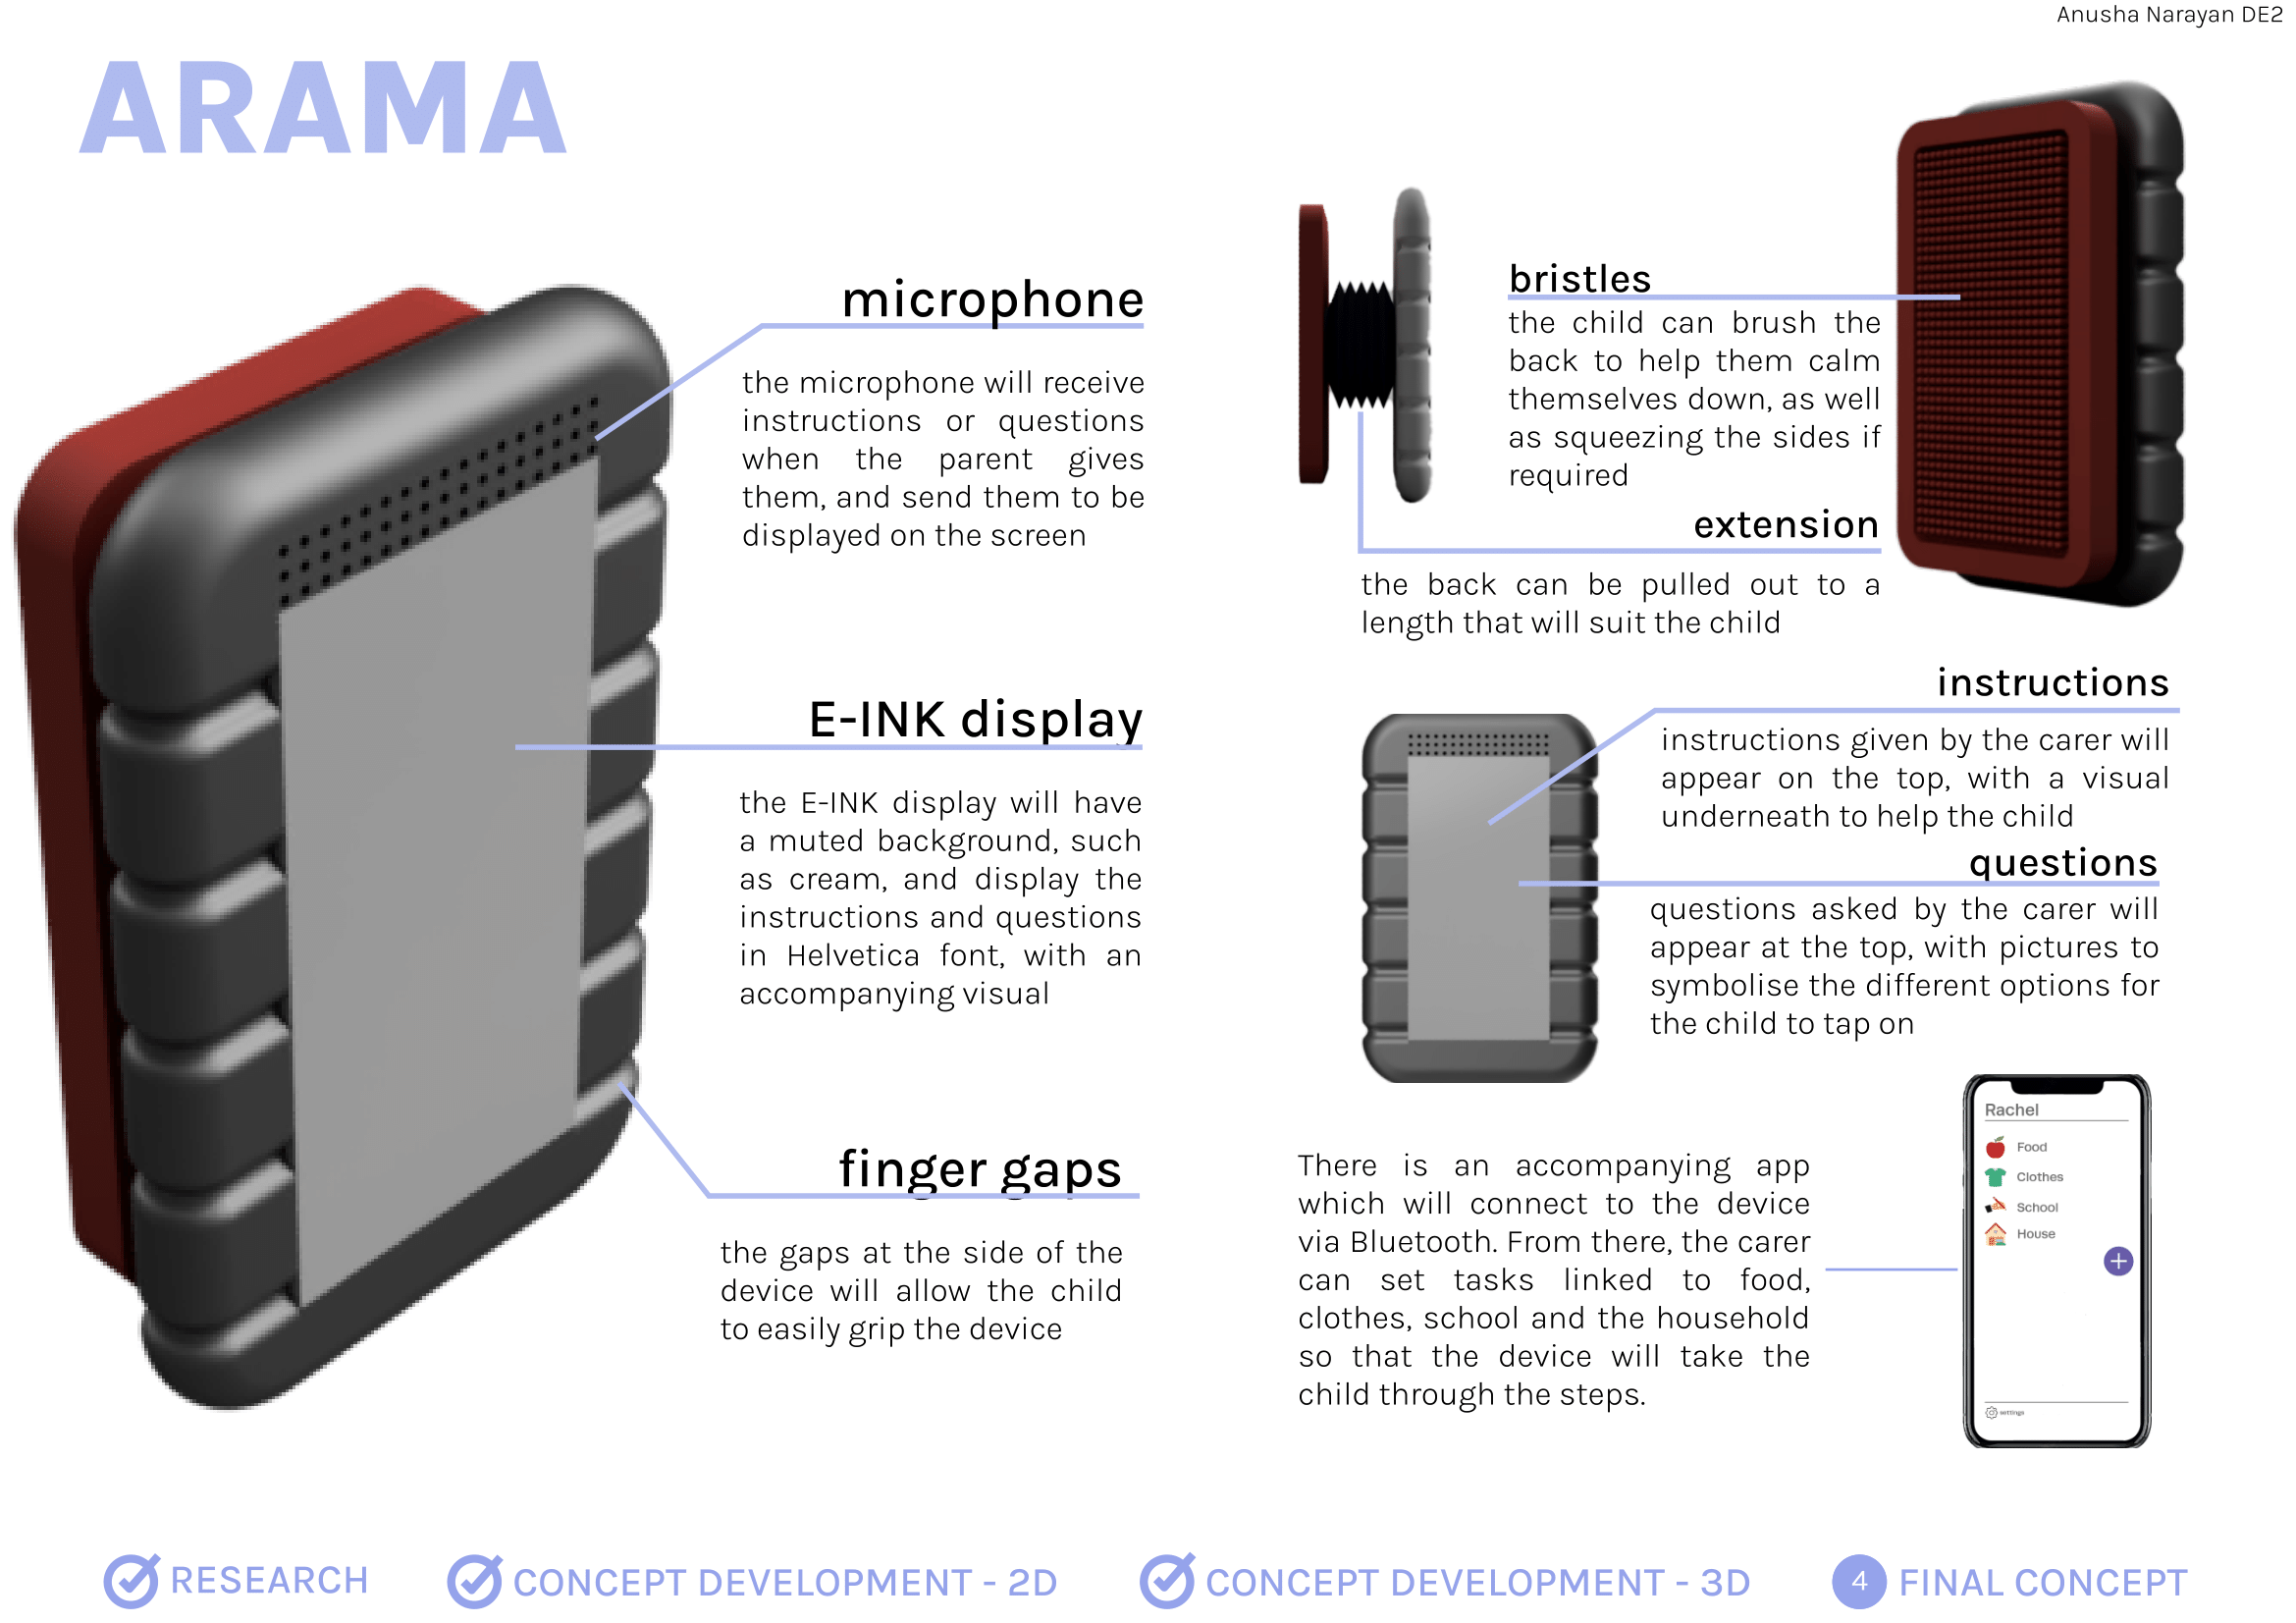 Anusha Narayan DE2
ARAMA
microphone
the microphone will receive
instructions or questions
when the parent gives
them, and send them to be
displayed on the screen
E-INK display
the E-INK display will have
a muted background, such
as cream, and display the
instructions and questions
in Helvetica font, with an
accompanying visual
finger gaps
the gaps at the side of the
device will allow the child
to easily grip the device
bristles
the child can brush the
back to help them calm
themselves down, as well
as squeezing the sides if
required
extension
the back can be pulled out to a
length that will suit the child
instructions
instructions given by the carer will
appear on the top, with a visual
underneath to help the child
questions
questions asked by the carer will
appear at the top, with pictures to
symbolise the different options for
the child to tap on
There is an accompanying app
which will connect to the device
via Bluetooth. From there, the carer
can set tasks linked to food,
clothes, school and the household
so that the device will take the
child through the steps.
Rachel
Food
Clothes
School
House
settings
RESEARCH
CONCEPT DEVELOPMENT - 2D
CONCEPT DEVELOPMENT - 3D
4 FINAL CONCEPT